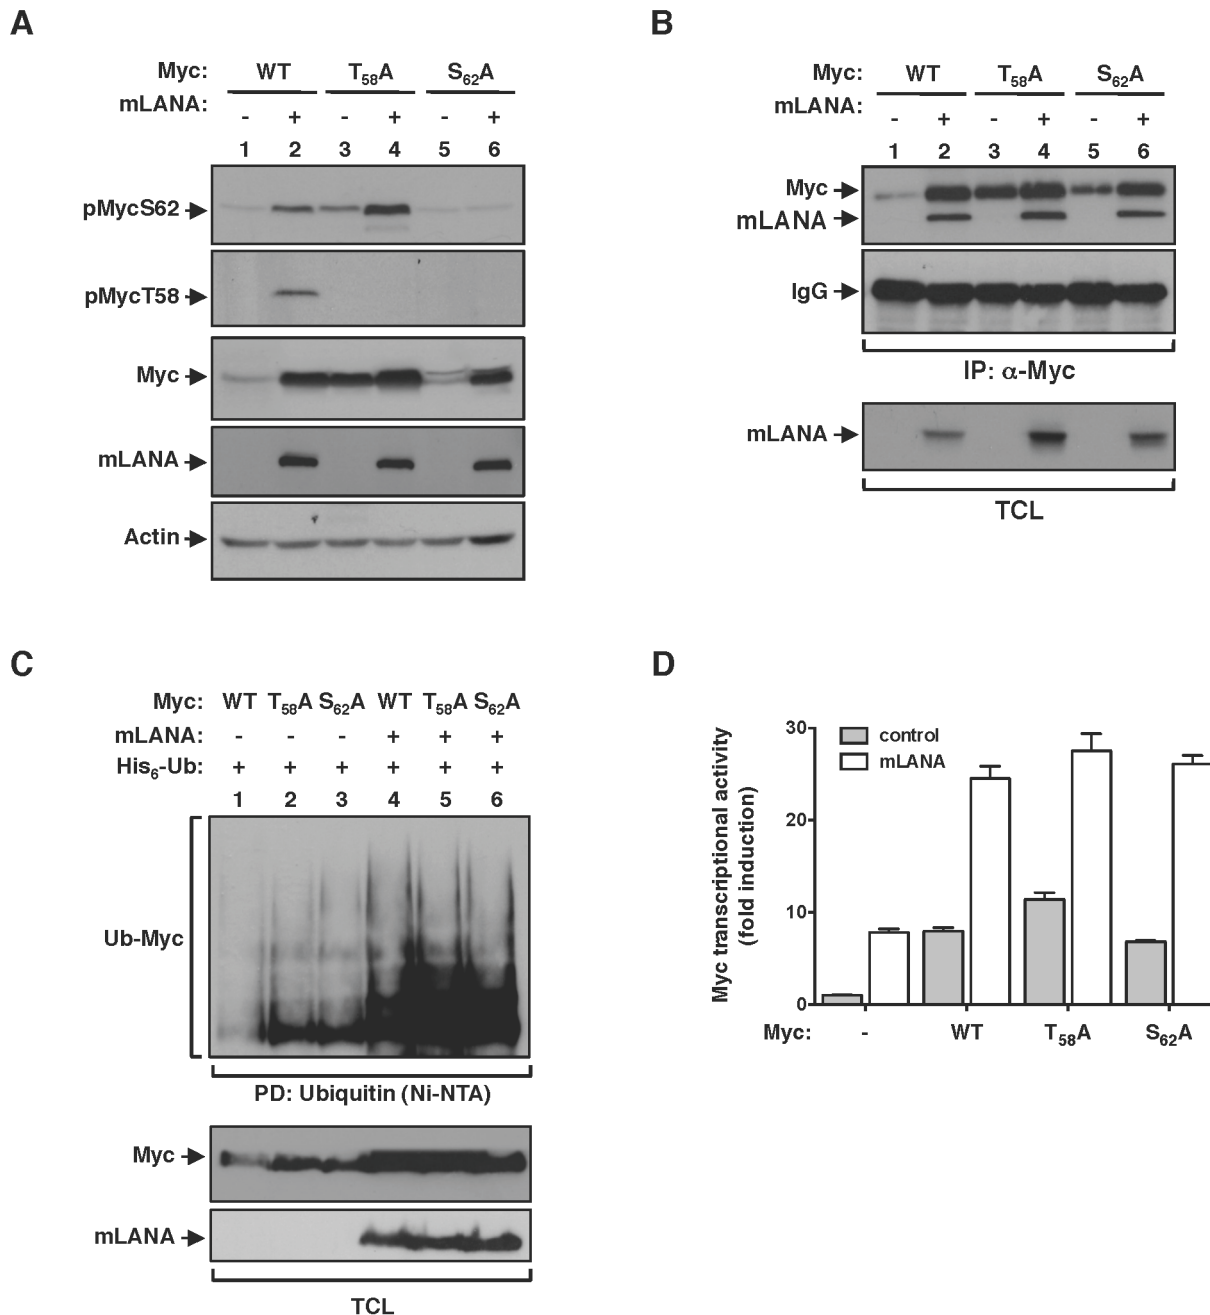 A
Myc: WT T58A S62A
mLANA: - + - + - +
1 2 3 4 5 6
pMycS62
pMycT58
Myc
mLANA
Actin
B
Myc: WT T58A S62A
mLANA: - + - + - +
1 2 3 4 5 6
Myc
mLANA
IgG
IP: α-Myc
mLANA
TCL
C
Myc: WT T58A S62A WT T58A S62A
mLANA: - - - + + +
His6-Ub: + + + + + +
1 2 3 4 5 6
Ub-Myc
PD: Ubiquitin (Ni-NTA)
Myc
mLANA
TCL
D
Myc transcriptional activity
(fold induction)
30
20
10
0
control
mLANA
Myc: - WT T58A S62A